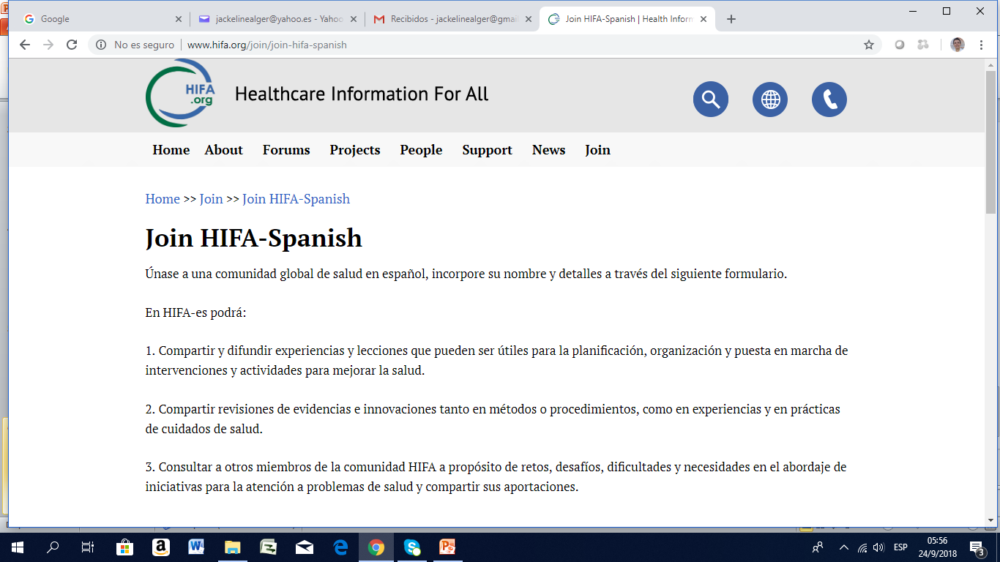 Google
jackelinealger@yahoo.es - Yahoo
Recibidos - jackelinealger@gmail
Join HIFA-Spanish | Health Inform
No es seguro
www.hifa.org/join/join-hifa-spanish
HIFA
.org
Healthcare Information For All
Home About Forums Projects People Support News Join
Home >> Join >> Join HIFA-Spanish
Join HIFA-Spanish
Únase a una comunidad global de salud en español, incorpore su nombre y detalles a través del siguiente formulario.
En HIFA-es podrá:
1. Compartir y difundir experiencias y lecciones que pueden ser útiles para la planificación, organización y puesta en marcha de
intervenciones y actividades para mejorar la salud.
2. Compartir revisiones de evidencias e innovaciones tanto en métodos o procedimientos, como en experiencias y en prácticas
de cuidados de salud.
3. Consultar a otros miembros de la comunidad HIFA a propósito de retos, desafíos, dificultades y necesidades en el abordaje de
iniciativas para la atención a problemas de salud y compartir sus aportaciones.
ESP
05:56
24/9/2018
3